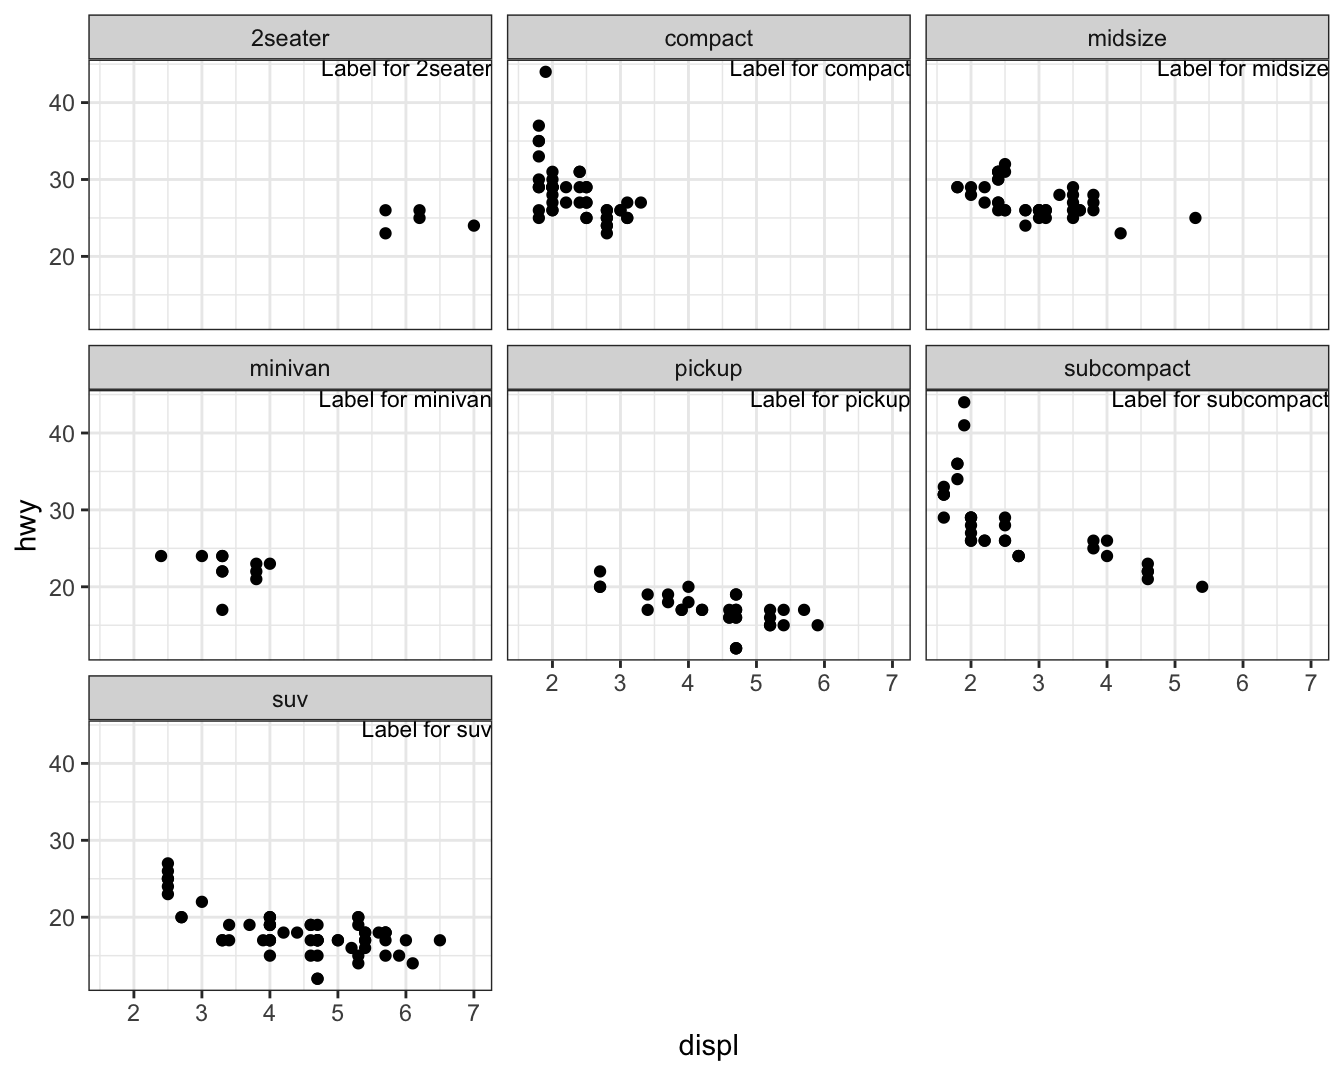 2seater
compact
midsize
Label for 2seater
Label for compact
Label for midsize
40
30
20
minivan
pickup
subcompact
Label for minivan
Label for pickup
Label for subcompact
40
30
20
hwy
2 3 4 5 6 7
2 3 4 5 6 7
suv
Label for suv
40
30
20
2 3 4 5 6 7
displ